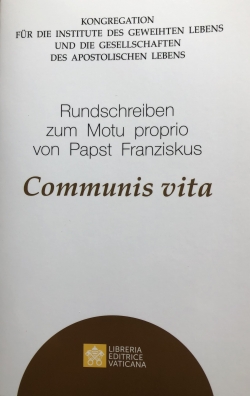 KONGREGATION
FÜR DIE INSTITUTE DES GEWEIHTEN LEBENS
UND DIE GESELLSCHAFTEN
DES APOSTOLISCHEN LEBENS
Rundschreiben
zum Motu proprio
von Papst Franziskus
Communis vita
LIBRERIA
EDITRICE
VATICANA